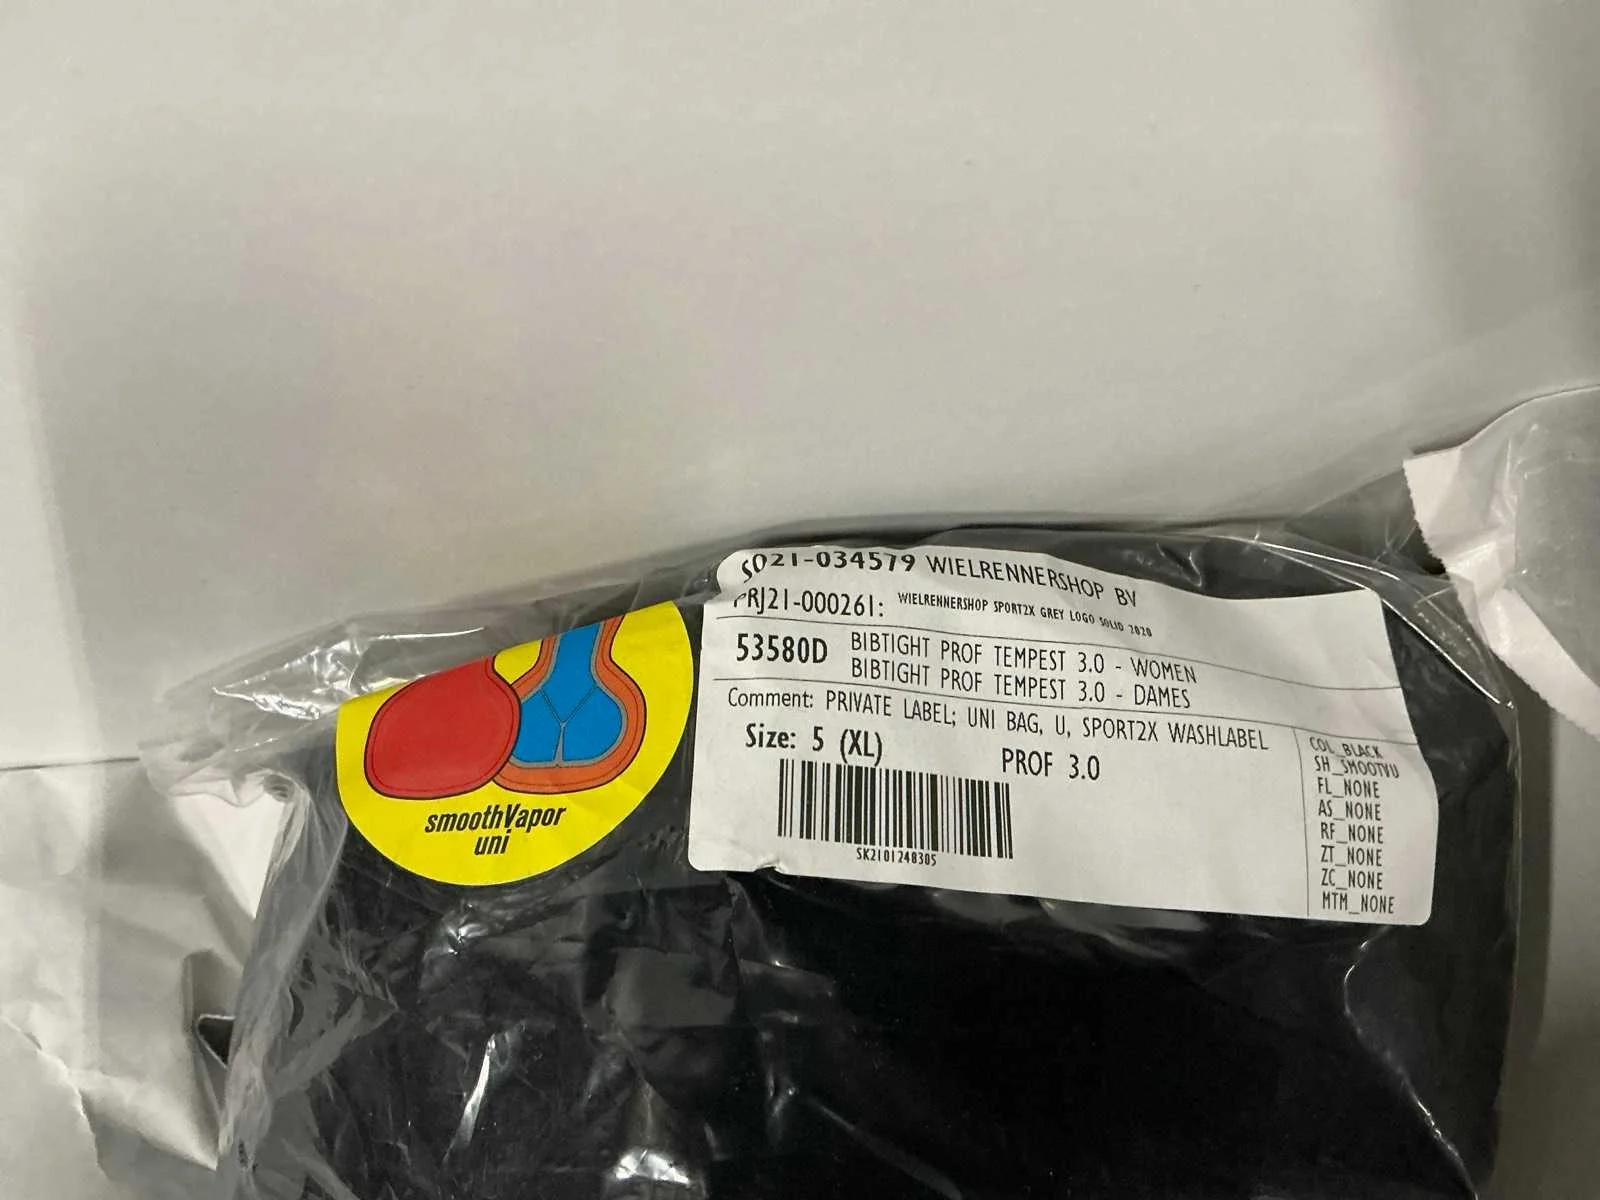 smoothVapor
uni
SO21-034579 WIELRENNERSHOP BV
PRJ21-000261: WIELRENNERSHOP SPORT2X GREY LOGO SOLID 2020
53580D BIBTIGHT PROF TEMPEST 3.0 - WOMEN
BIBTIGHT PROF TEMPEST 3.0 - DAMES
Comment: PRIVATE LABEL; UNI BAG, U, SPORT2X WASHLABEL
Size: 5 (XL) PROF 3.0
SK2101248305
COL_BLACK
SH_SMOOTVU
FL_NONE
AS_NONE
RF_NONE
ZT_NONE
ZC_NONE
MTM_NONE